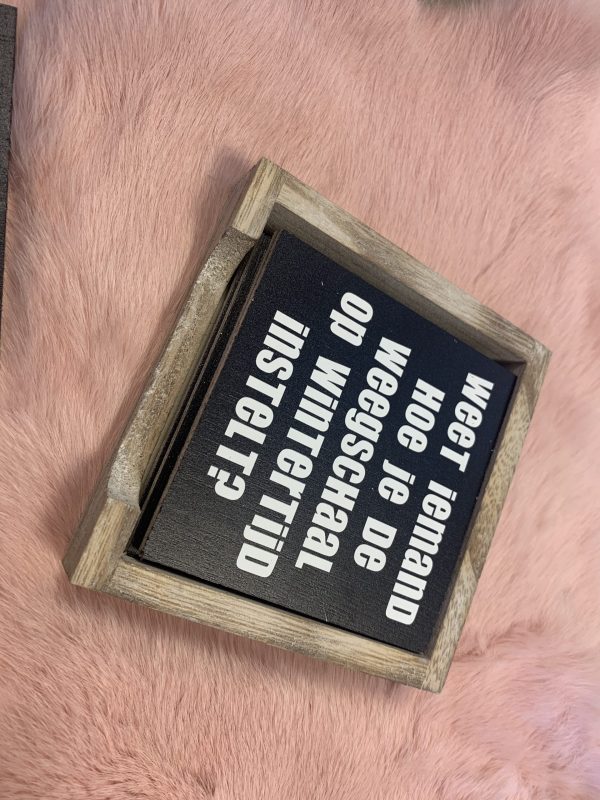 weeT iemanD
Hoe je De
weegscHaal
op winTerTijD
insTelT?